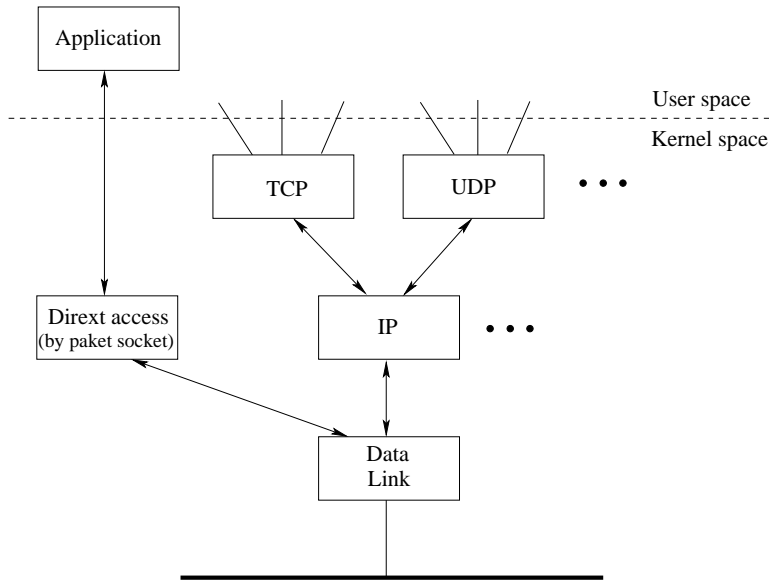 Application
User space
Kernel space
TCP
UDP
Dirext access
(by paket socket)
IP
Data
Link